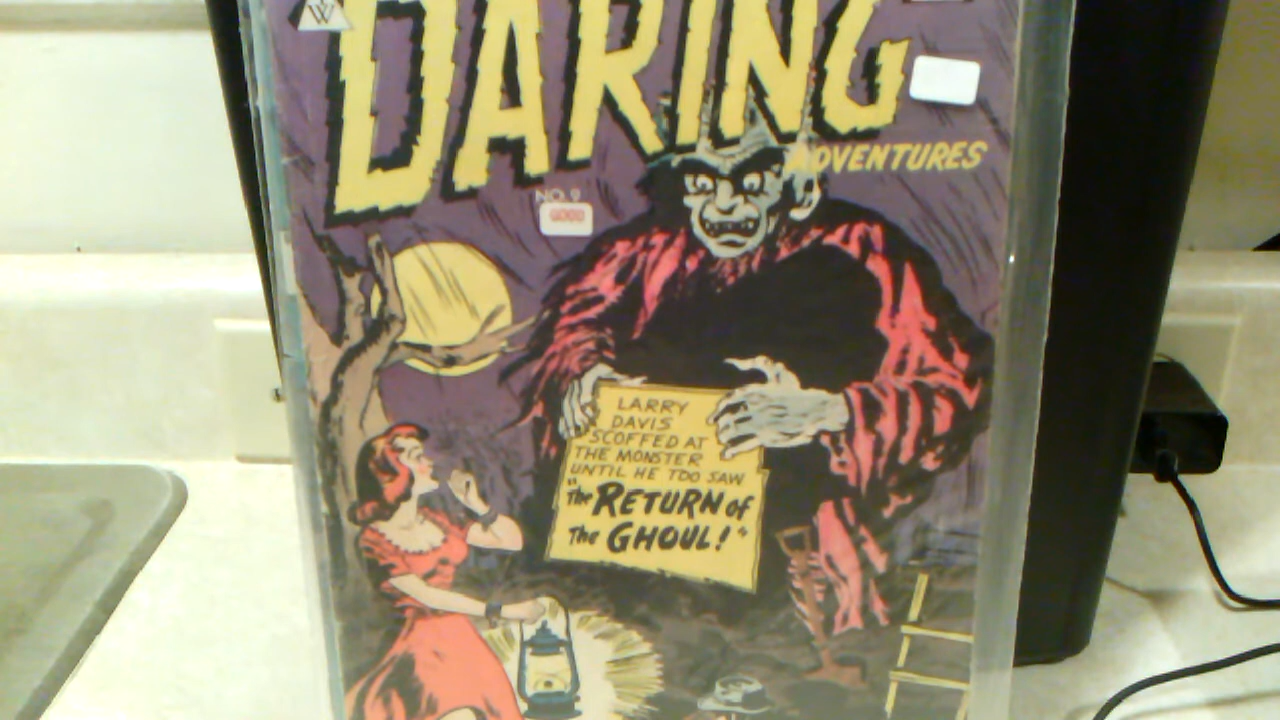 W
DARING
ADVENTURES
NO. 9
GOOD
LARRY
DAVIS
SCOFFED AT
THE MONSTER
UNTIL HE TOO SAW
"The RETURN of
The GHOUL!"